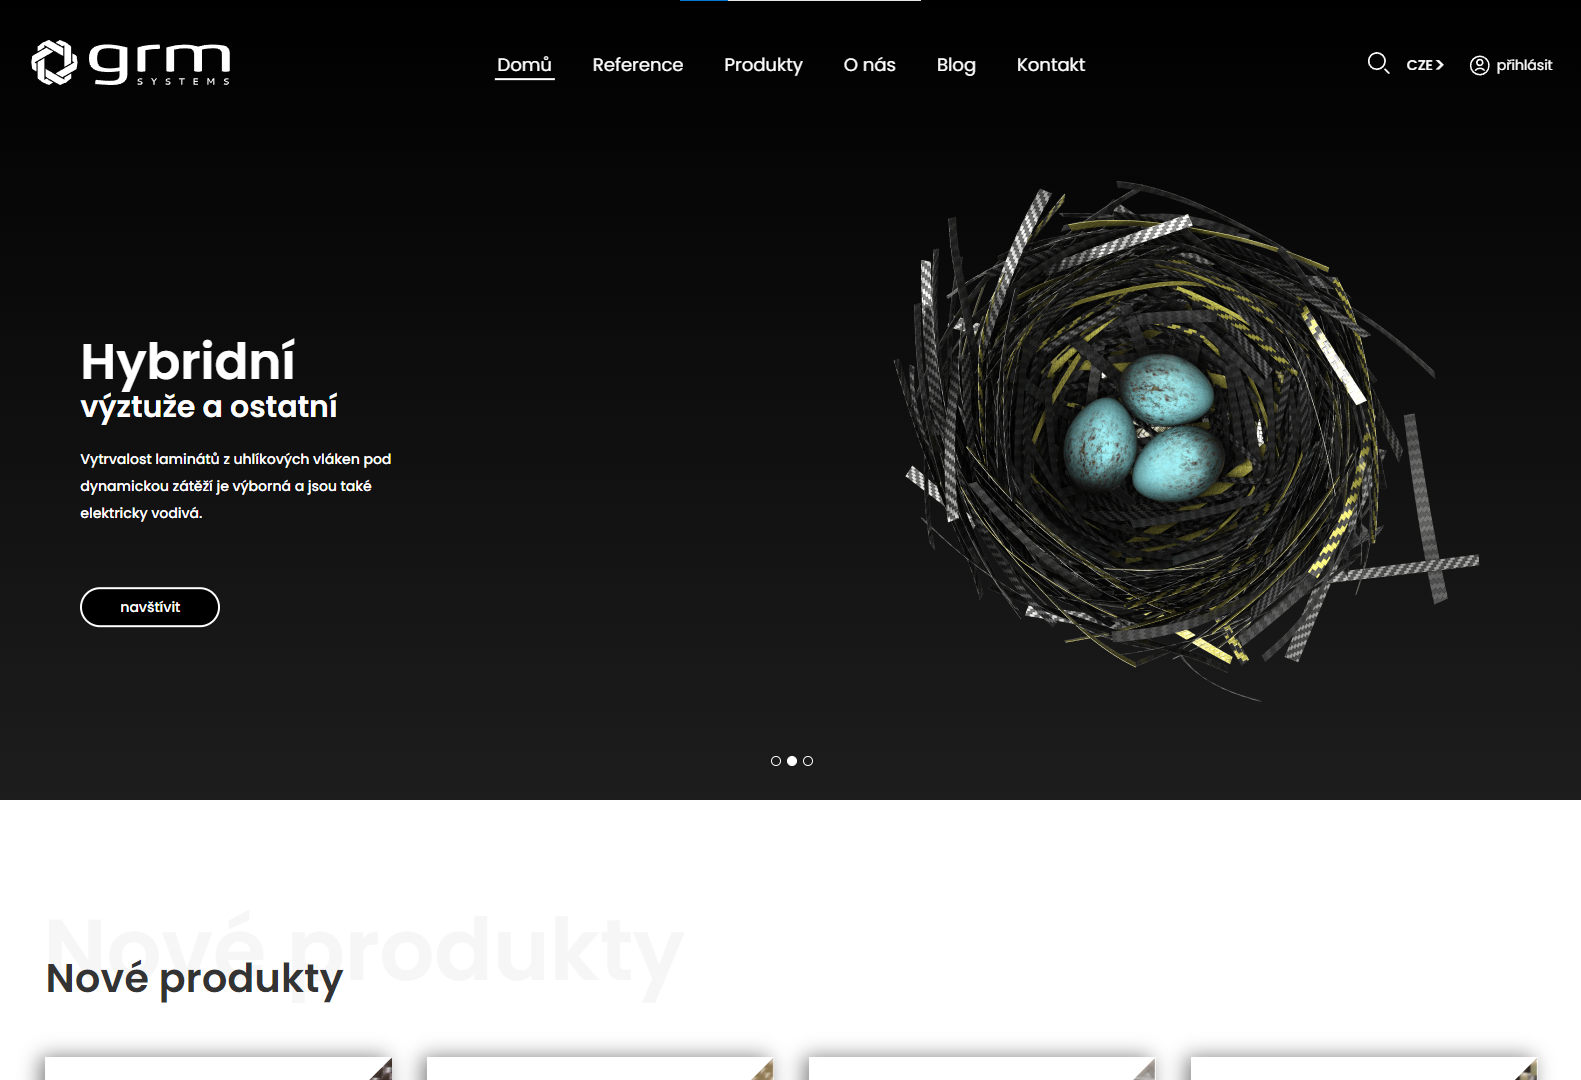 grm
SYSTEMS
Domů
Reference
Produkty
O nás
Blog
Kontakt
CZE
přihlásit
Hybridní
výztuže a ostatní
Vytrvalost laminátů z uhlíkových vláken pod
dynamickou zátěží je výborná a jsou také
elektricky vodivá.
navštívit
Nové produkty
Nové produkty